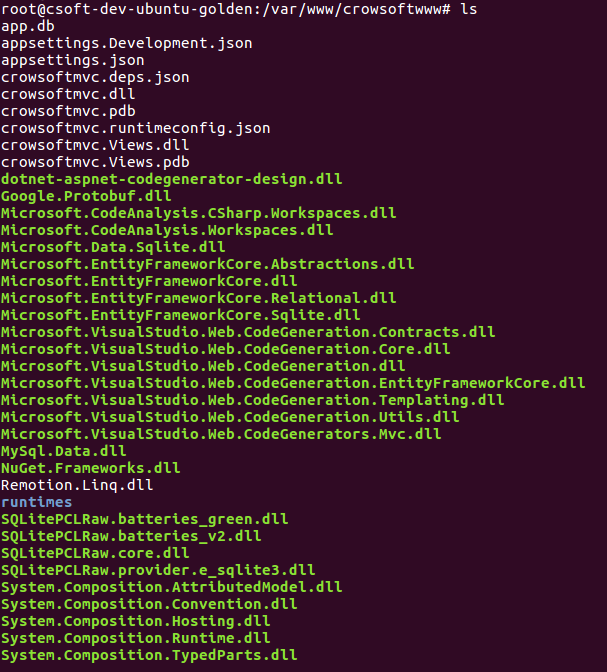 root@csoft-dev-ubuntu-golden:/var/www/crowsoftwww# ls
app.db
appsettings.Development.json
appsettings.json
crowsoftmvc.deps.json
crowsoftmvc.dll
crowsoftmvc.pdb
crowsoftmvc.runtimeconfig.json
crowsoftmvc.Views.dll
crowsoftmvc.Views.pdb
dotnet-aspnet-codegenerator-design.dll
Google.Protobuf.dll
Microsoft.CodeAnalysis.CSharp.Workspaces.dll
Microsoft.CodeAnalysis.Workspaces.dll
Microsoft.Data.Sqlite.dll
Microsoft.EntityFrameworkCore.Abstractions.dll
Microsoft.EntityFrameworkCore.dll
Microsoft.EntityFrameworkCore.Relational.dll
Microsoft.EntityFrameworkCore.Sqlite.dll
Microsoft.VisualStudio.Web.CodeGeneration.Contracts.dll
Microsoft.VisualStudio.Web.CodeGeneration.Core.dll
Microsoft.VisualStudio.Web.CodeGeneration.dll
Microsoft.VisualStudio.Web.CodeGeneration.EntityFrameworkCore.dll
Microsoft.VisualStudio.Web.CodeGeneration.Templating.dll
Microsoft.VisualStudio.Web.CodeGeneration.Utils.dll
Microsoft.VisualStudio.Web.CodeGenerators.Mvc.dll
MySql.Data.dll
NuGet.Frameworks.dll
Remotion.Linq.dll
runtimes
SQLitePCLRaw.batteries_green.dll
SQLitePCLRaw.batteries_v2.dll
SQLitePCLRaw.core.dll
SQLitePCLRaw.provider.e_sqlite3.dll
System.Composition.AttributedModel.dll
System.Composition.Convention.dll
System.Composition.Hosting.dll
System.Composition.Runtime.dll
System.Composition.TypedParts.dll